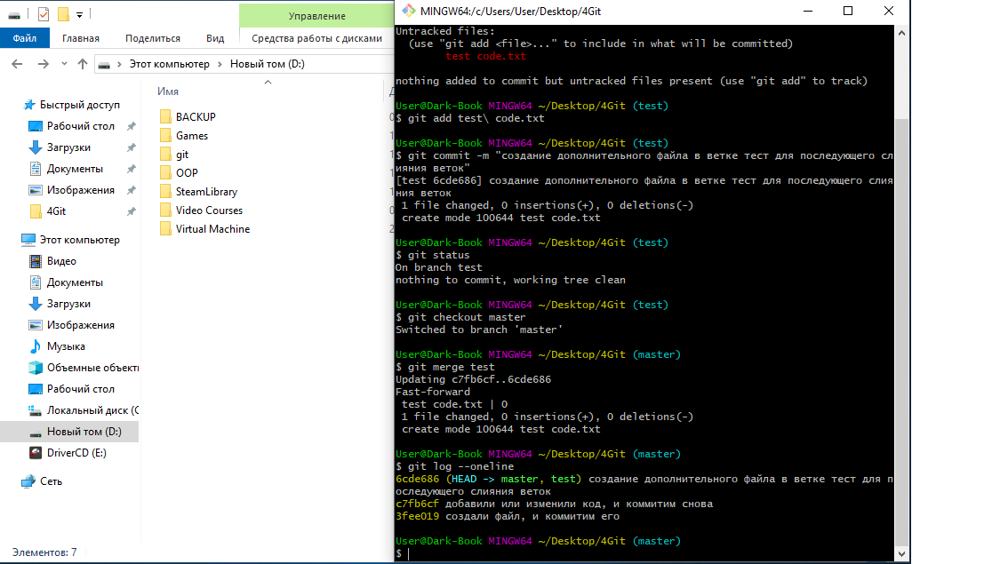 Управление
MINGW64:/c/Users/User/Desktop/4Git
Файл
Главная
Поделиться
Вид
Средства работы с дисками
Этот компьютер
Новый том (D:)
Имя
Быстрый доступ
Рабочий стол
Загрузки
Документы
Изображения
4Git
Этот компьютер
Видео
Документы
Загрузки
Изображения
Музыка
Объемные объекти
Рабочий стол
Локальный диск (C
Новый том (D:)
DriverCD (E:)
Сеть
BACKUP
Games
git
OOP
SteamLibrary
Video Courses
Virtual Machine
Элементов: 7
Untracked files:
(use "git add <file>..." to include in what will be committed)
test code.txt
nothing added to commit but untracked files present (use "git add" to track)
User@Dark-Book MINGW64 ~/Desktop/4Git (test)
$ git add test\ code.txt
User@Dark-Book MINGW64 ~/Desktop/4Git (test)
$ git commit -m "создание дополнительного файла в ветке тест для последующего сл
ияния веток"
[test 6cde686] создание дополнительного файла в ветке тест для последующего слия
ния веток
1 file changed, 0 insertions(+), 0 deletions(-)
create mode 100644 test code.txt
User@Dark-Book MINGW64 ~/Desktop/4Git (test)
$ git status
On branch test
nothing to commit, working tree clean
User@Dark-Book MINGW64 ~/Desktop/4Git (test)
$ git checkout master
Switched to branch 'master'
User@Dark-Book MINGW64 ~/Desktop/4Git (master)
$ git merge test
Updating c7fb6cf..6cde686
Fast-forward
test code.txt | 0
1 file changed, 0 insertions(+), 0 deletions(-)
create mode 100644 test code.txt
User@Dark-Book MINGW64 ~/Desktop/4Git (master)
$ git log --oneline
6cde686 (HEAD -> master, test) создание дополнительного файла в ветке тест для п
оследующего слияния веток
c7fb6cf добавили или изменили код, и коммитим снова
3fee019 создали файл, и коммитим его
User@Dark-Book MINGW64 ~/Desktop/4Git (master)
$